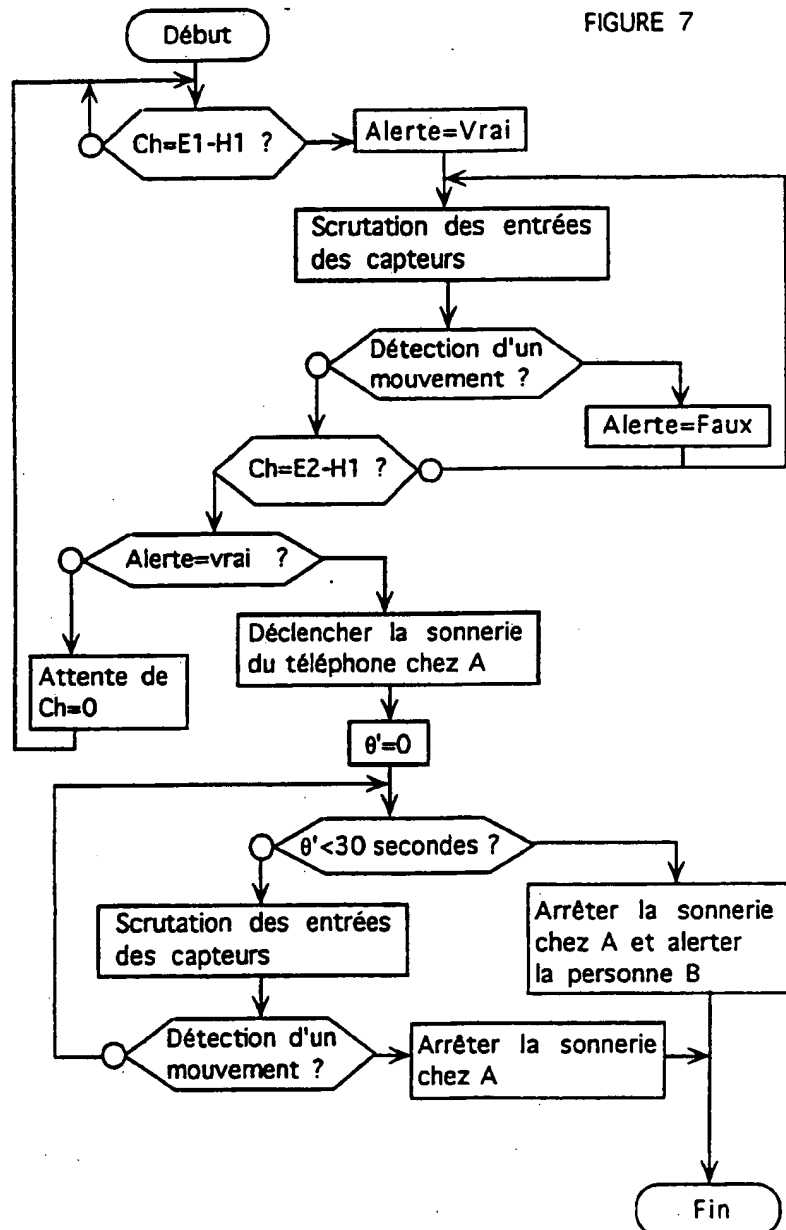 FIGURE 7
Début
Ch=E1-H1 ?
Alerte=Vrai
Scrutation des entrées
des capteurs
Détection d'un
mouvement ?
Alerte=Faux
Ch=E2-H1 ?
Alerte=vrai ?
Déclencher la sonnerie
du téléphone chez A
Attente de
Ch=0
θ'=0
θ'<30 secondes ?
Scrutation des entrées
des capteurs
Arrêter la sonnerie
chez A et alerter
la personne B
Détection d'un
mouvement ?
Arrêter la sonnerie
chez A
Fin